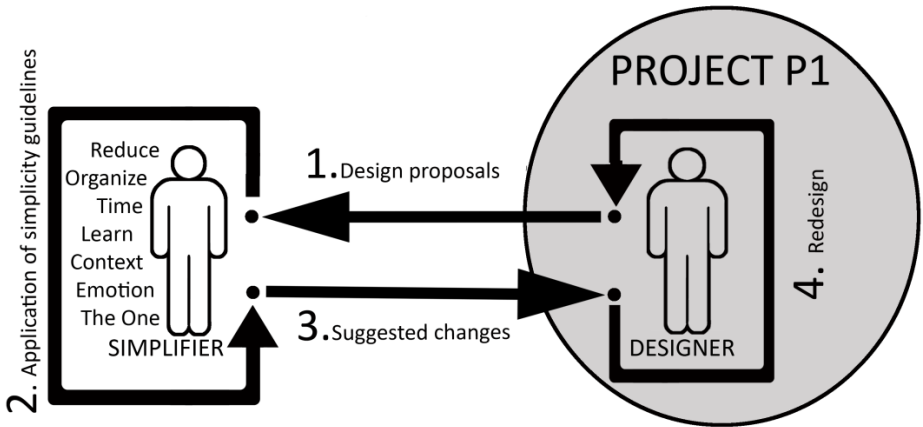 2. Application of simplicity guidelines
Reduce
Organize
Time
Learn
Context
Emotion
The One
SIMPLIFIER
1.Design proposals
3.Suggested changes
PROJECT P1
DESIGNER
4. Redesign